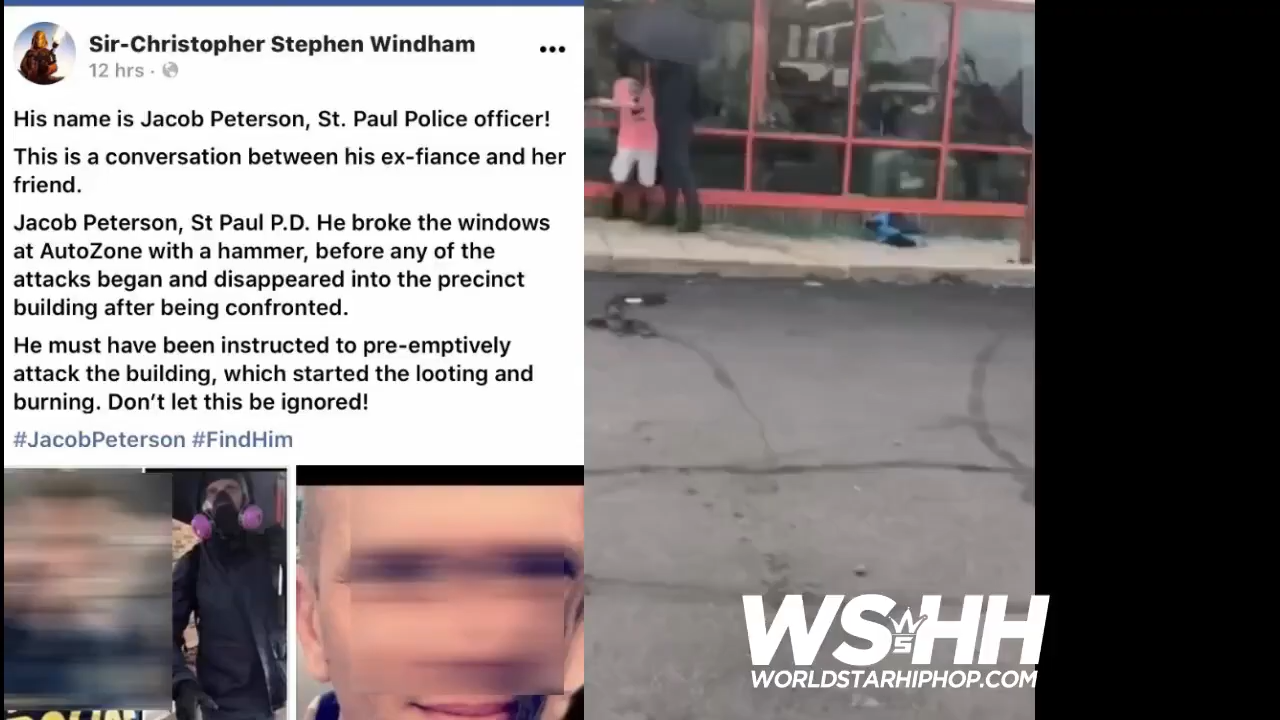 Sir-Christopher Stephen Windham
12 hrs ·
His name is Jacob Peterson, St. Paul Police officer!
This is a conversation between his ex-fiance and her
friend.
Jacob Peterson, St Paul P.D. He broke the windows
at AutoZone with a hammer, before any of the
attacks began and disappeared into the precinct
building after being confronted.
He must have been instructed to pre-emptively
attack the building, which started the looting and
burning. Don’t let this be ignored!
#JacobPeterson #FindHim
WSHH
WORLDSTARHIPHOP.COM